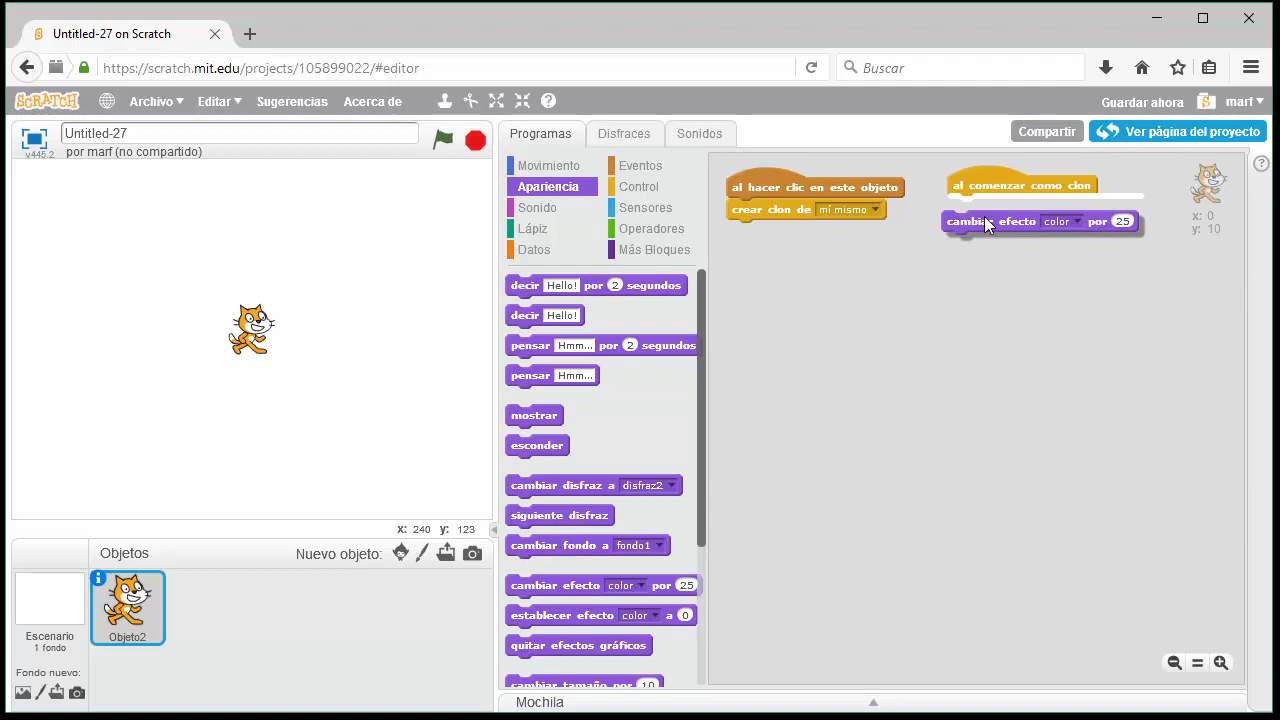 Untitled-27 on Scratch
https://scratch.mit.edu/projects/105899022/#editor
Buscar
SCRATCH
Archivo
Editar
Sugerencias
Acerca de
Guardar ahora
marf
Untitled-27
por marf (no compartido)
v445.2
Programas
Disfraces
Sonidos
Compartir
Ver página del proyecto
Movimiento
Apariencia
Sonido
Lápiz
Datos
Eventos
Control
Sensores
Operadores
Más Bloques
decir Hello! por 2 segundos
decir Hello!
pensar Hmm... por 2 segundos
pensar Hmm...
mostrar
esconder
cambiar disfraz a disfraz2
siguiente disfraz
cambiar fondo a fondo1
cambiar efecto color por 25
establecer efecto color a 0
quitar efectos gráficos
cambiar tamaño por 10
al hacer clic en este objeto
crear clon de mí mismo
al comenzar como clon
cambiar efecto color por 25
x: 0
y: 10
x: 240 y: 123
Objetos
Nuevo objeto:
Escenario
1 fondo
Fondo nuevo:
Objeto2
Mochila